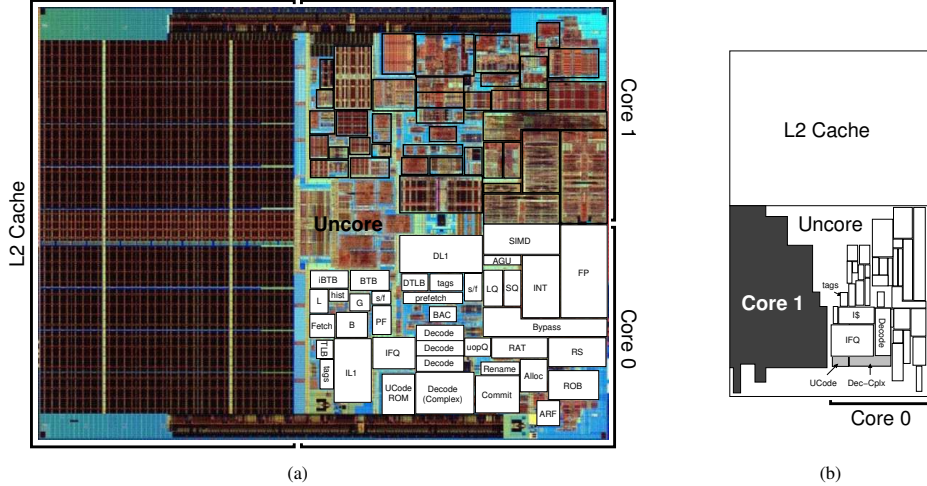 L2 Cache
Core 1
Core 0
Uncore
SIMD
DL1
AGU
FP
iBTB
BTB
DTLB
tags
s/f
LQ
SQ
INT
L
hist
G
s/f
prefetch
Fetch
B
PF
BAC
Bypass
Decode
Decode
Decode
TLB
tags
IL1
IFQ
uopQ
RAT
RS
Rename
Alloc
UCode
ROM
Decode
(Complex)
Commit
ROB
ARF
(a)
L2 Cache
Uncore
Core 1
tags
I$
IFQ
Decode
UCode
Dec-Cplx
Core 0
(b)